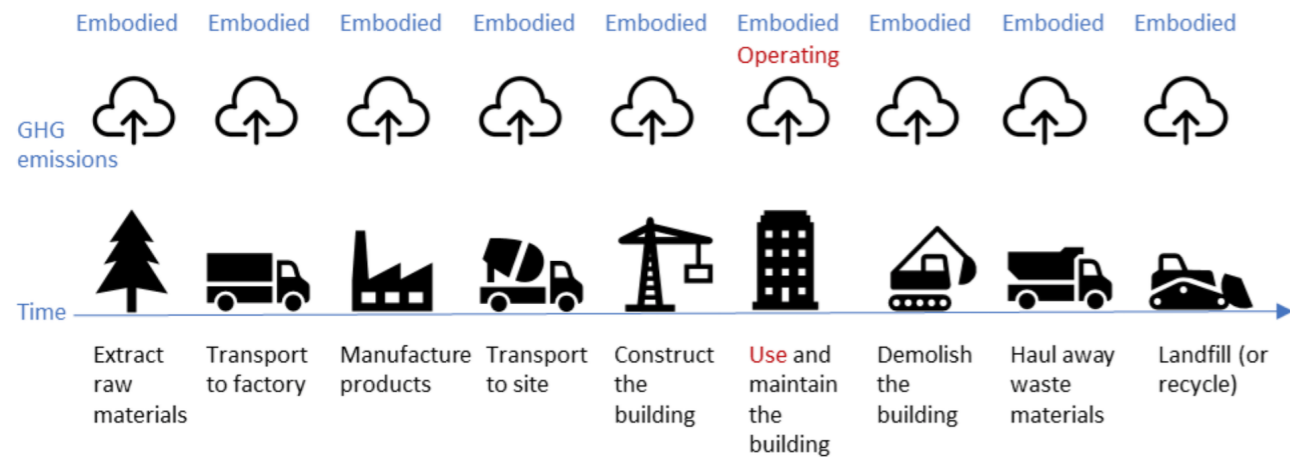 Embodied Embodied Embodied Embodied Embodied Embodied Embodied Embodied Embodied
Operating
GHG
emissions
Time
Extract
raw
materials
Transport
to factory
Manufacture
products
Transport
to site
Construct
the
building
Use and
maintain
the
building
Demolish
the
building
Haul away
waste
materials
Landfill (or
recycle)